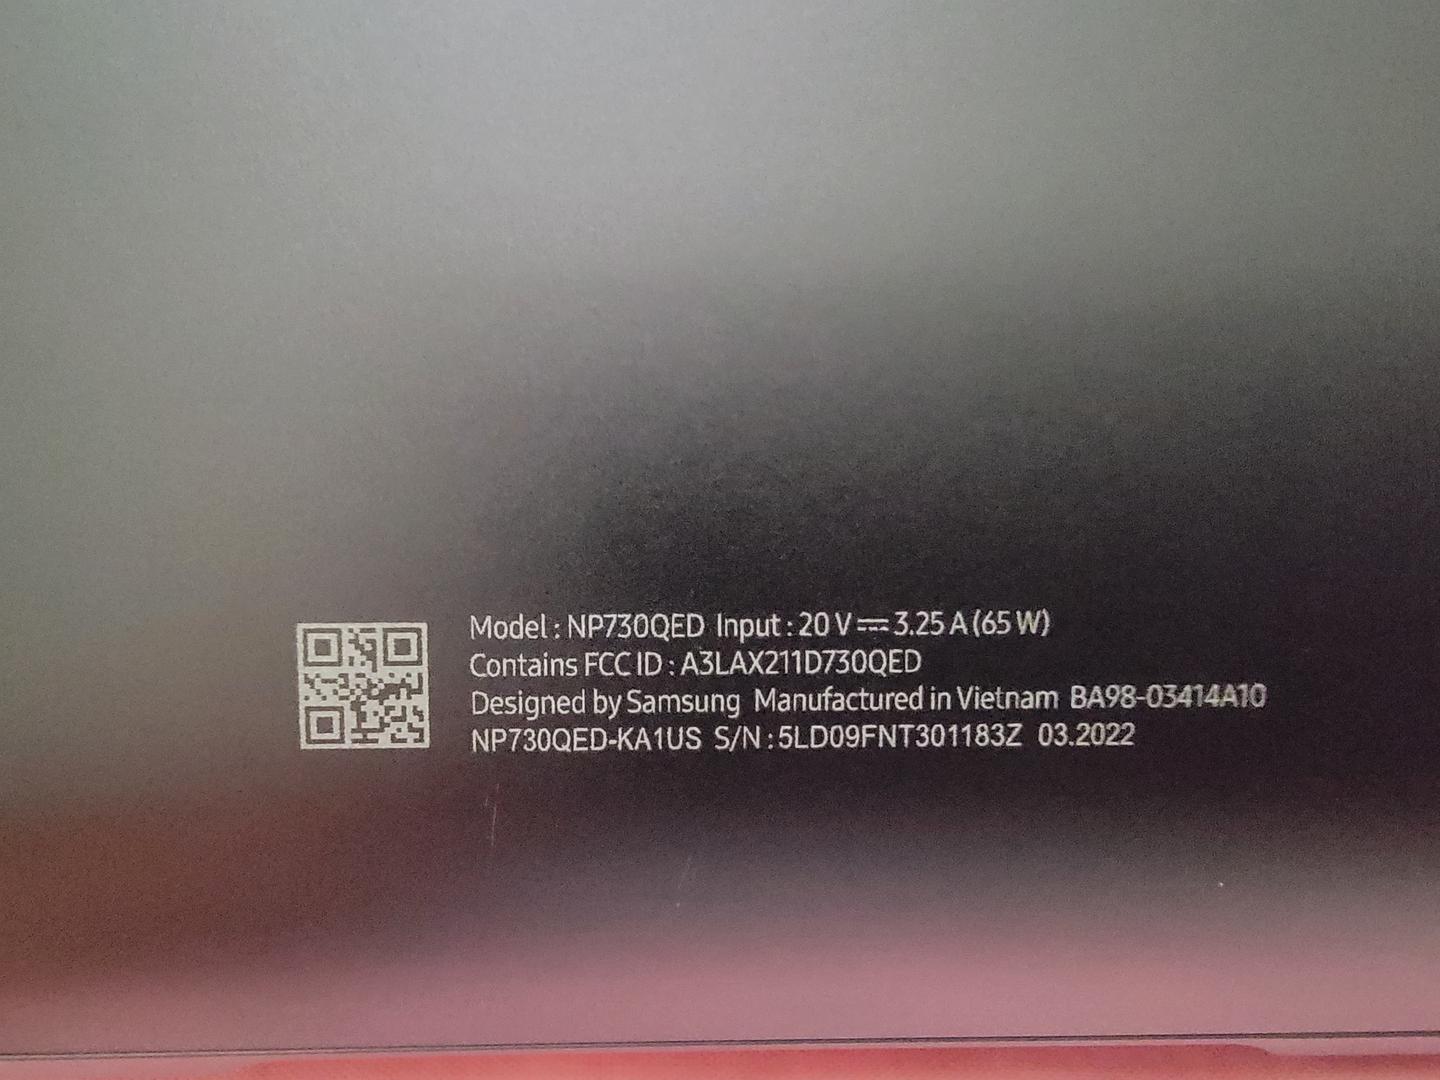 Model : NP730QED Input : 20 V ⎓ 3.25 A (65 W)
Contains FCC ID : A3LAX211D730QED
Designed by Samsung Manufactured in Vietnam BA98-03414A10
NP730QED-KA1US S/N : 5LD09FNT301183Z 03.2022